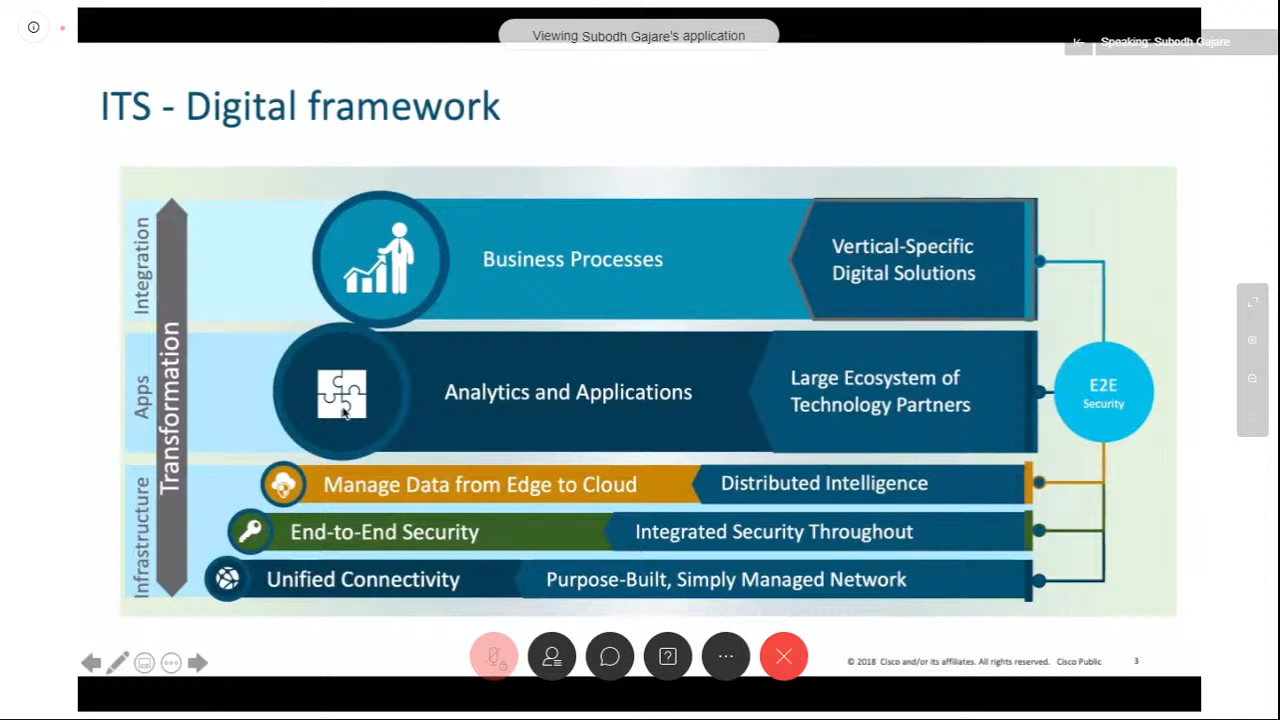 Viewing Subodh Gajare's application
Speaking: Subodh Gajare
ITS - Digital framework
Integration
Apps
Infrastructure
Transformation
Business Processes
Vertical-Specific
Digital Solutions
Analytics and Applications
Large Ecosystem of
Technology Partners
E2E
Security
Manage Data from Edge to Cloud
Distributed Intelligence
End-to-End Security
Integrated Security Throughout
Unified Connectivity
Purpose-Built, Simply Managed Network
© 2018 Cisco and/or its affiliates. All rights reserved. Cisco Public 3